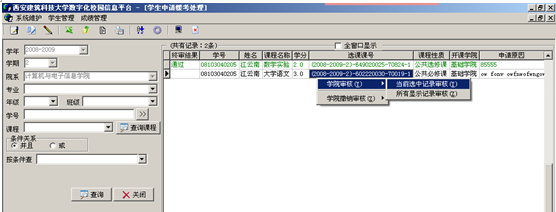 西安建筑科技大学数字化校园信息平台 - [学生申请缓考处理]
系统维护 学生管理 成绩管理
(共有记录：2条) 全窗口显示
学年 2008-2009
学期 2
院系 计算机与电子信息学院
专业
年级 班级
学号 >>
课程 查询课程
条件关系
并且 或
按条件查
查询 关闭
终审结果 学号 姓名 课程名称 学分 选课课号 课程性质 开课学院 申请原因
通过 08103040205 江云南 数学实验 2.0 (2008-2009-2)-649020025-70824-1 公共选修课 基础学院 85555
08103040205 江云南 大学语文 3.0 (2008-2009-2)-602220030-70019-1 公共必修课 基础学院
学院审核(Y)
学院撤销审核(Z)
当前选中记录审核(Y)
所有显示记录审核(Z)